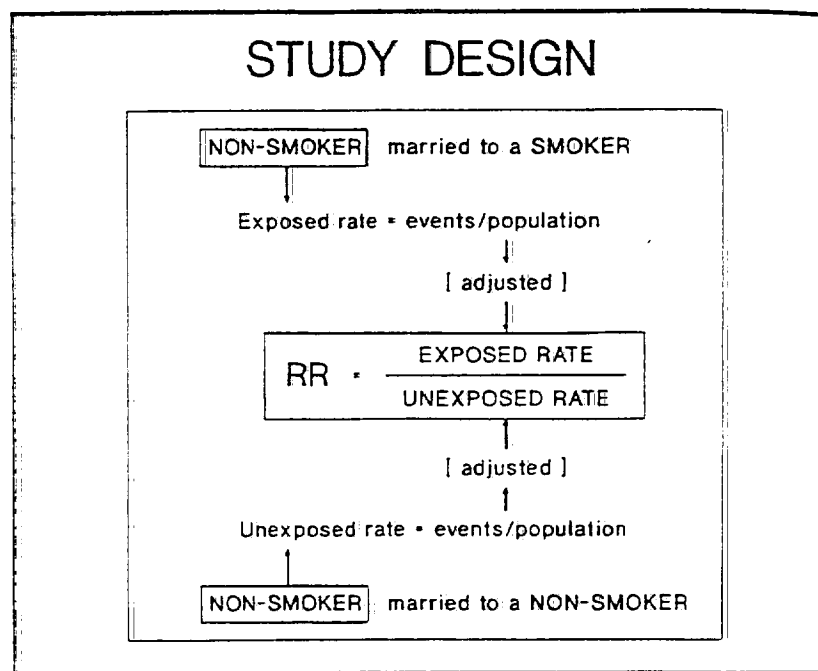 STUDY DESIGN
NON-SMOKER married to a SMOKER
Exposed rate = events/population
[ adjusted ]
RR = EXPOSED RATE
UNEXPOSED RATE
[ adjusted ]
Unexposed rate = events/population
NON-SMOKER married to a NON-SMOKER